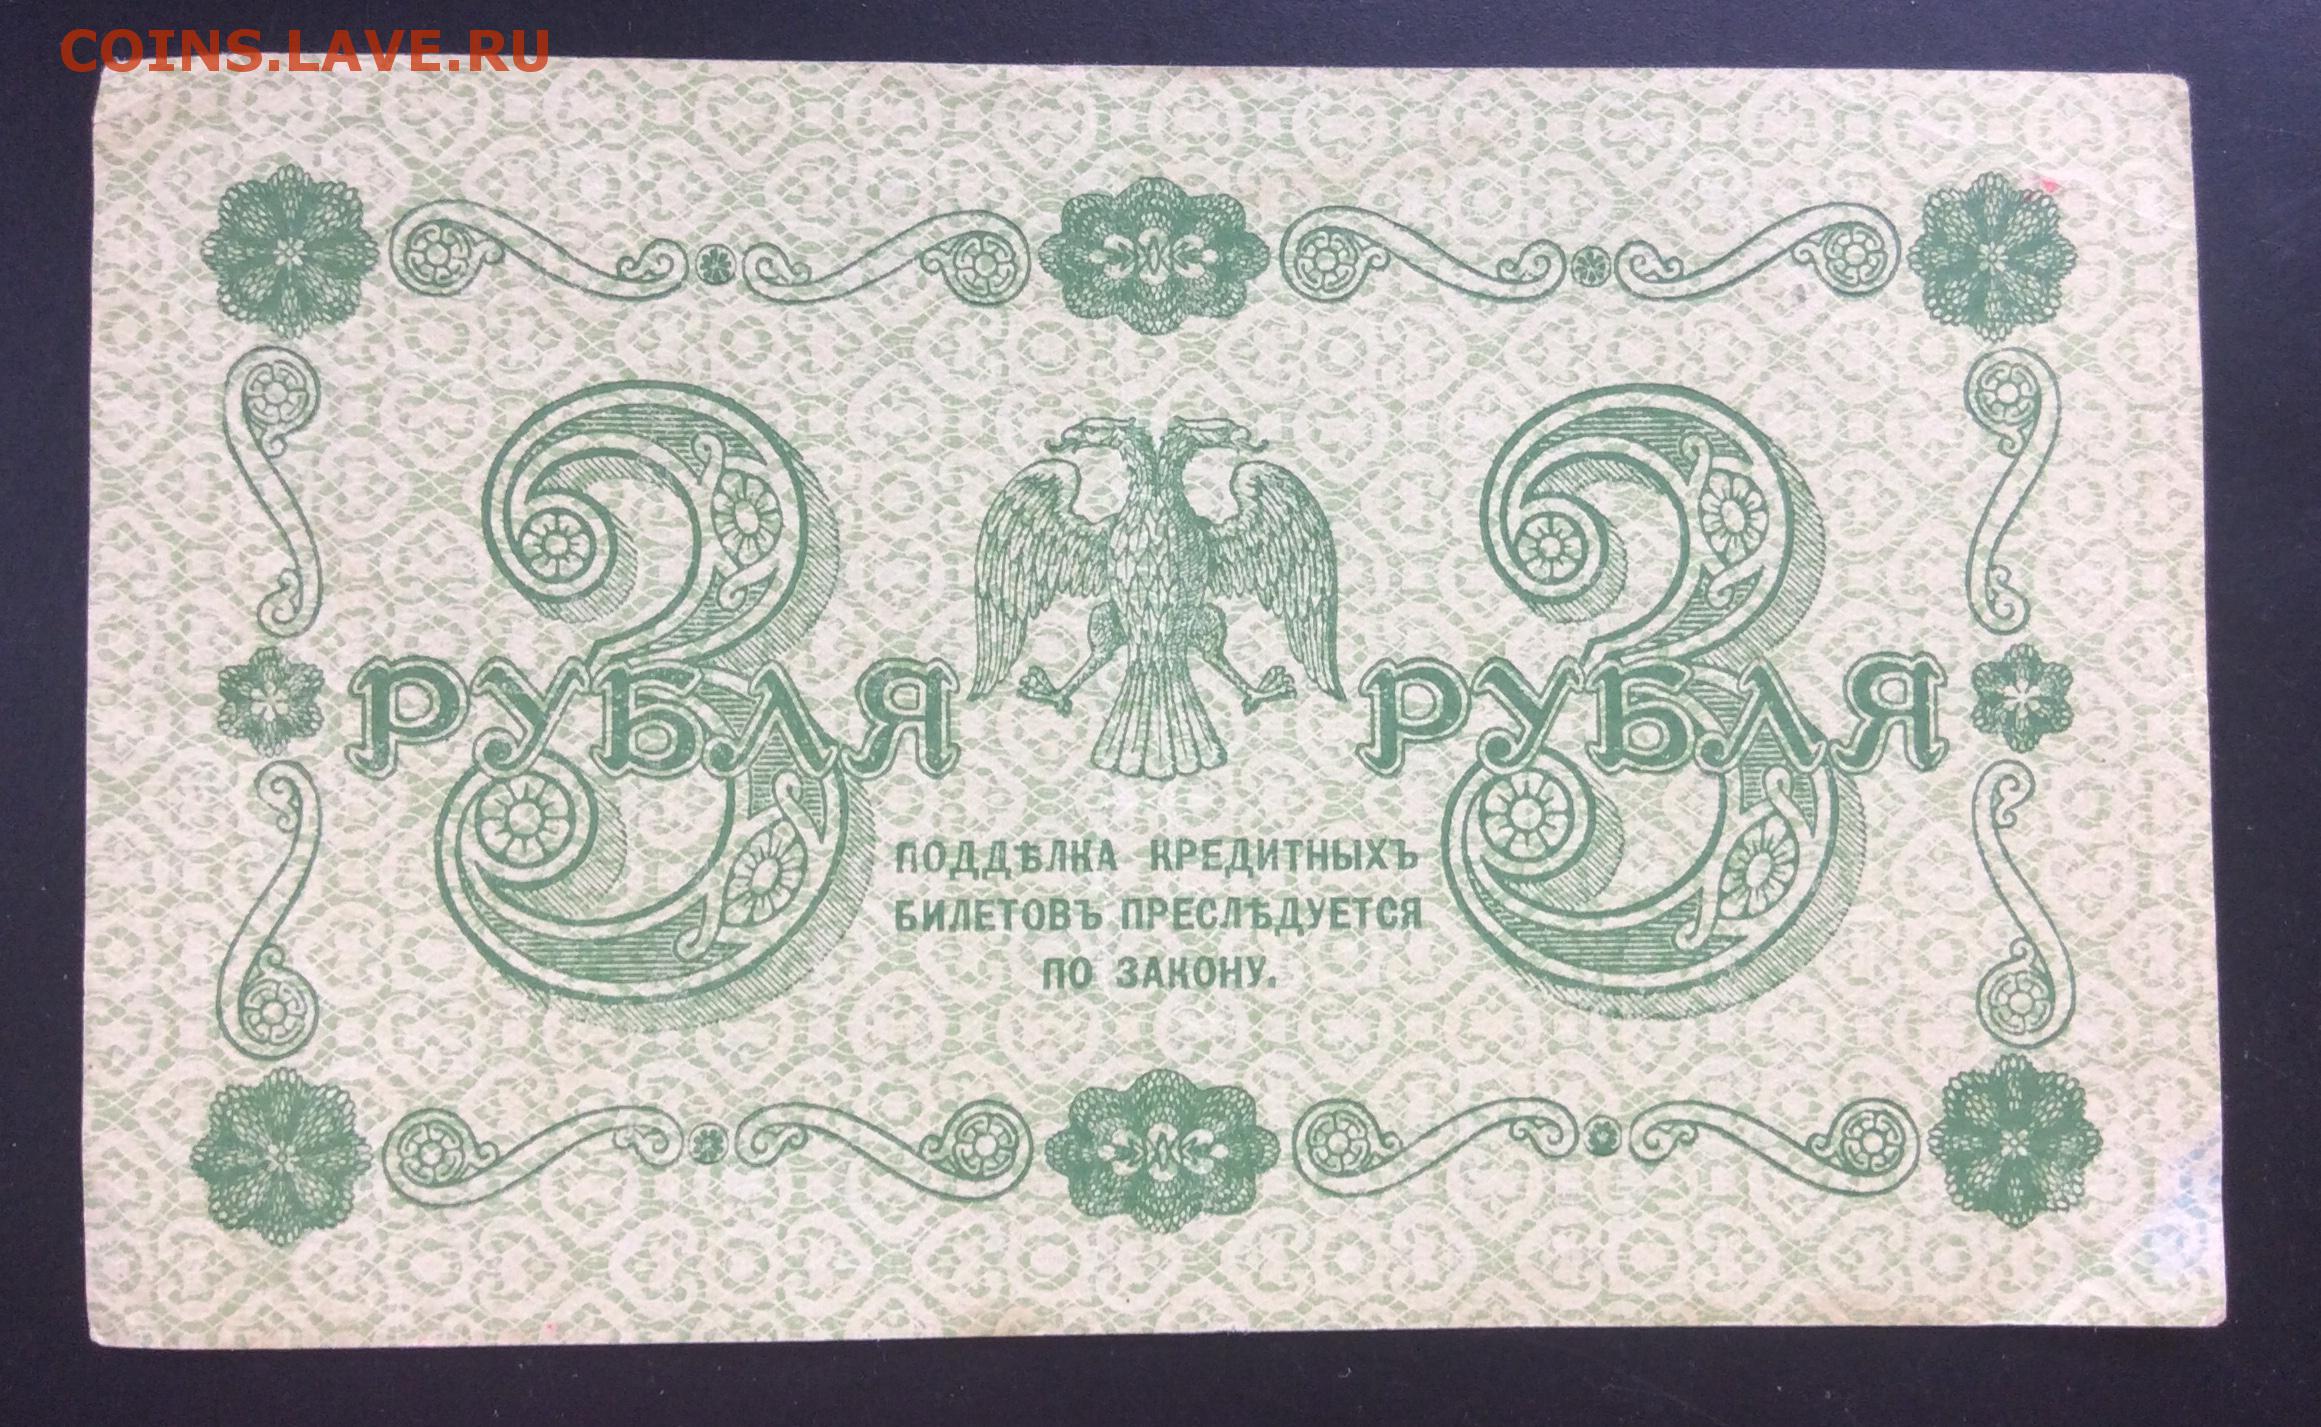 COINS.LAVE.RU
3 3
РУБЛЯ РУБЛЯ
ПОДДѢЛКА КРЕДИТНЫХЪ
БИЛЕТОВЪ ПРЕСЛѢДУЕТСЯ
ПО ЗАКОНУ.